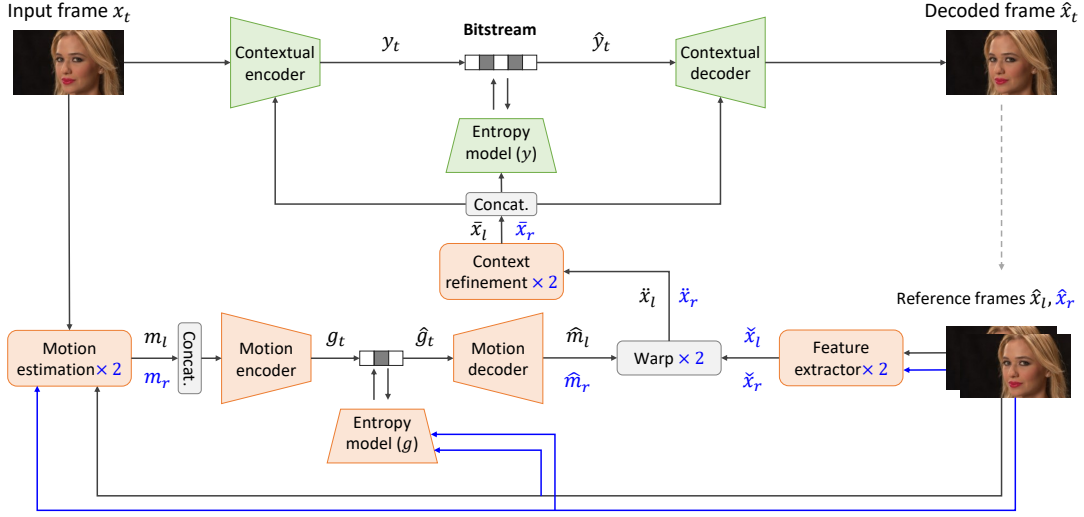 Input frame x_t
Decoded frame x̂_t
Contextual encoder
y_t
Bitstream
ŷ_t
Contextual decoder
Entropy model (y)
Concat.
x̄_l
x̄_r
Context refinement × 2
ẍ_l
ẍ_r
Reference frames x̂_l, x̂_r
Motion estimation × 2
m_l
m_r
Concat.
Motion encoder
g_t
ĝ_t
Motion decoder
m̂_l
m̂_r
Warp × 2
x̌_l
x̌_r
Feature extractor × 2
Entropy model (g)